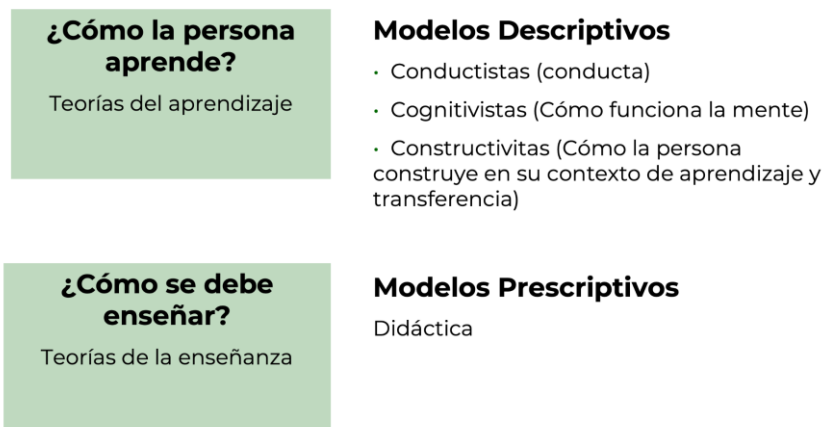 ¿Cómo la persona
aprende?
Teorías del aprendizaje
Modelos Descriptivos
· Conductistas (conducta)
· Cognitivistas (Cómo funciona la mente)
· Constructivitas (Cómo la persona
construye en su contexto de aprendizaje y
transferencia)
¿Cómo se debe
enseñar?
Teorías de la enseñanza
Modelos Prescriptivos
Didáctica